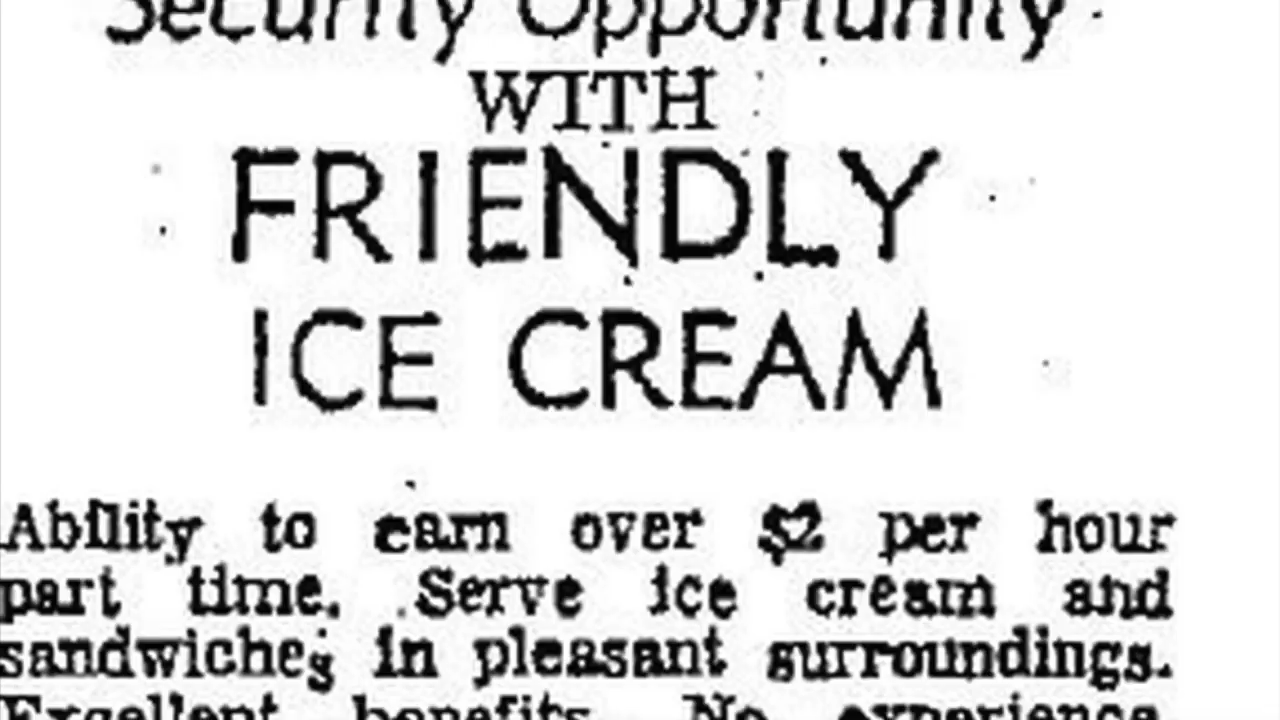 Security Opportunity
WITH
FRIENDLY
ICE CREAM
Ability to earn over $2 per hour
part time. Serve ice cream and
sandwiches in pleasant surroundings.
Excellent benefits. No experience